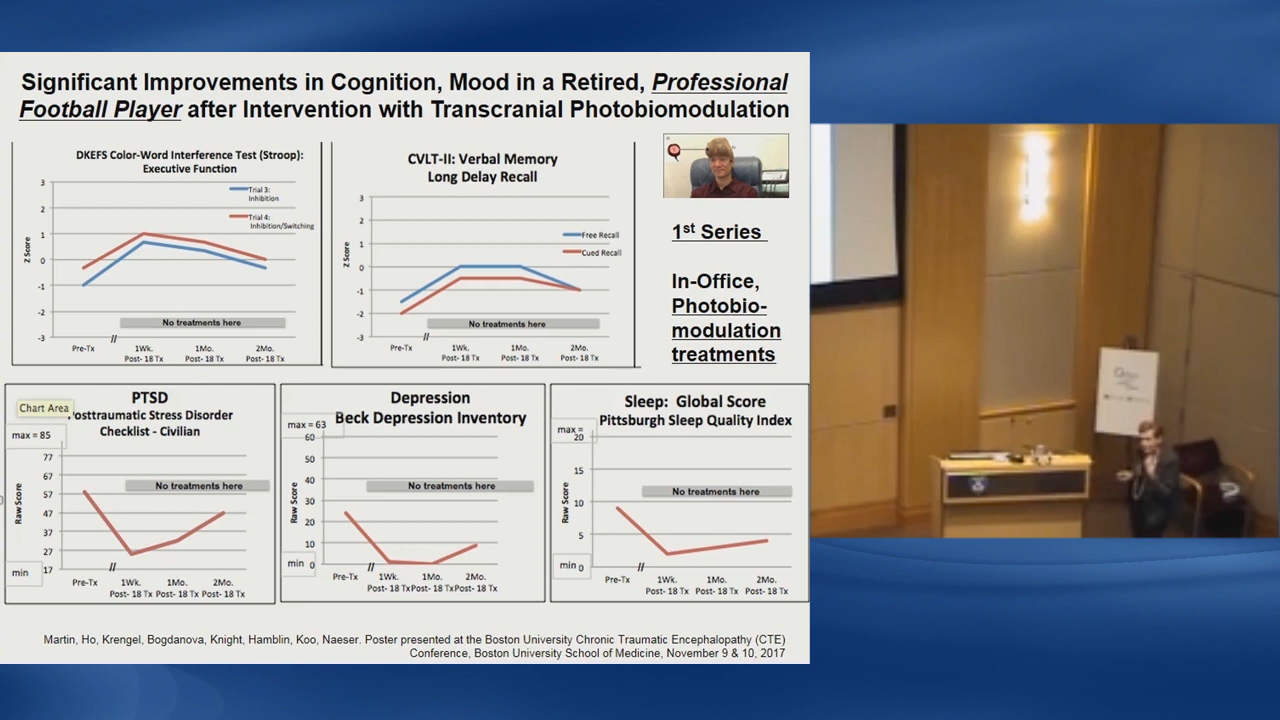 Significant Improvements in Cognition, Mood in a Retired, Professional
Football Player after Intervention with Transcranial Photobiomodulation
DKEFS Color-Word Interference Test (Stroop):
Executive Function
Z Score
3
2
1
0
-1
-2
-3
Trial 3:
Inhibition
Trial 4:
Inhibition/Switching
No treatments here
//
Pre-Tx
1Wk.
Post- 18 Tx
1Mo.
Post- 18 Tx
2Mo.
Post- 18 Tx
CVLT-II: Verbal Memory
Long Delay Recall
Z Score
3
2
1
0
-1
-2
-3
Free Recall
Cued Recall
No treatments here
//
Pre-Tx
1Wk.
Post- 18 Tx
1Mo.
Post- 18 Tx
2Mo.
Post- 18 Tx
1st Series
In-Office,
Photobio-
modulation
treatments
PTSD
Posttraumatic Stress Disorder
Checklist - Civilian
Chart Area
max = 85
Raw Score
77
67
57
47
37
27
17
min
No treatments here
//
Pre-Tx
1Wk.
Post- 18 Tx
1Mo.
Post- 18 Tx
2Mo.
Post- 18 Tx
Depression
Beck Depression Inventory
max = 63
Raw Score
60
50
40
30
20
10
0
min
No treatments here
//
Pre-Tx
1Wk.
Post- 18 Tx
1Mo.
Post- 18 Tx
2Mo.
Post- 18 Tx
Sleep: Global Score
Pittsburgh Sleep Quality Index
max =
Raw Score
20
15
10
5
0
min
No treatments here
//
Pre-Tx
1Wk.
Post- 18 Tx
1Mo.
Post- 18 Tx
2Mo.
Post- 18 Tx
Martin, Ho, Krengel, Bogdanova, Knight, Hamblin, Koo, Naeser. Poster presented at the Boston University Chronic Traumatic Encephalopathy (CTE)
Conference, Boston University School of Medicine, November 9 & 10, 2017